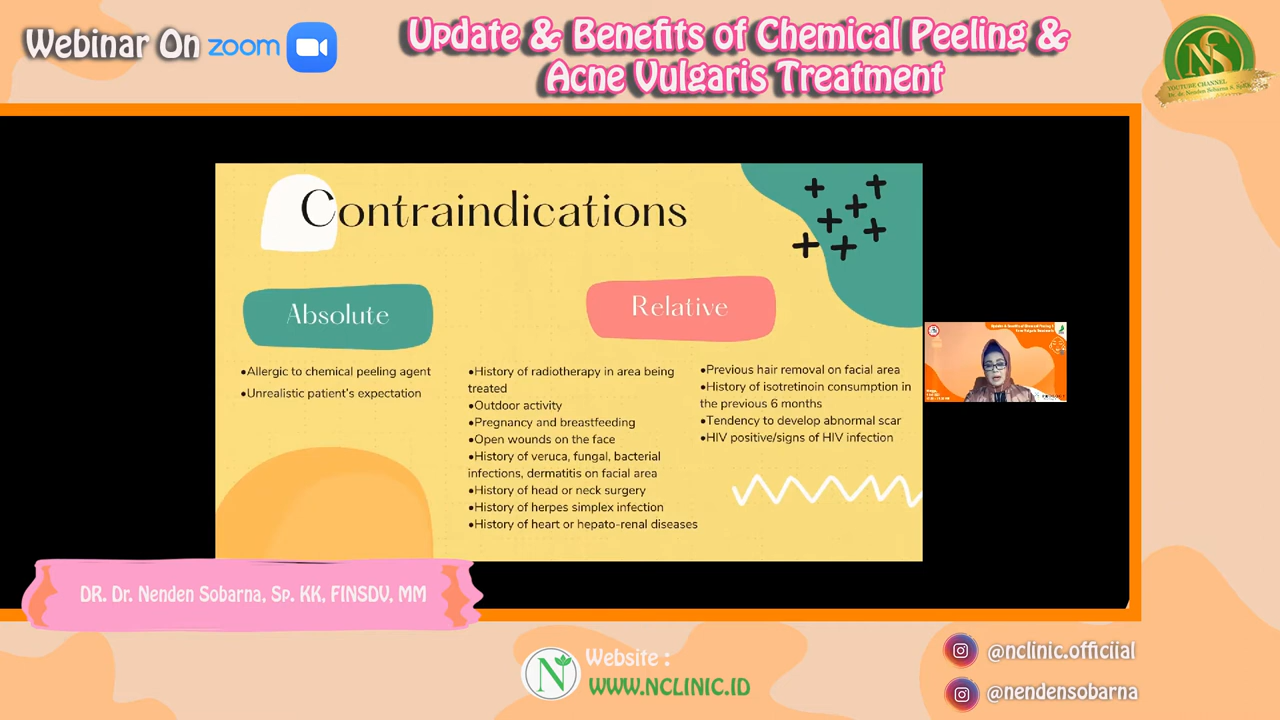 Webinar On zoom
Update & Benefits of Chemical Peeling &
Acne Vulgaris Treatment
NS
YOUTUBE CHANNEL
Contraindications
Absolute
•Allergic to chemical peeling agent
•Unrealistic patient's expectation
Relative
•History of radiotherapy in area being
treated
•Outdoor activity
•Pregnancy and breastfeeding
•Open wounds on the face
•History of veruca, fungal, bacterial
infections, dermatitis on facial area
•History of head or neck surgery
•History of herpes simplex infection
•History of heart or hepato-renal diseases
•Previous hair removal on facial area
•History of isotretinoin consumption in
the previous 6 months
•Tendency to develop abnormal scar
•HIV positive/signs of HIV infection
DR. Dr. Nenden Sobarna, Sp. KK, FINSDV, MM
N
Website :
WWW.NCLINIC.ID
@nclinic.officiial
@nendensobarna